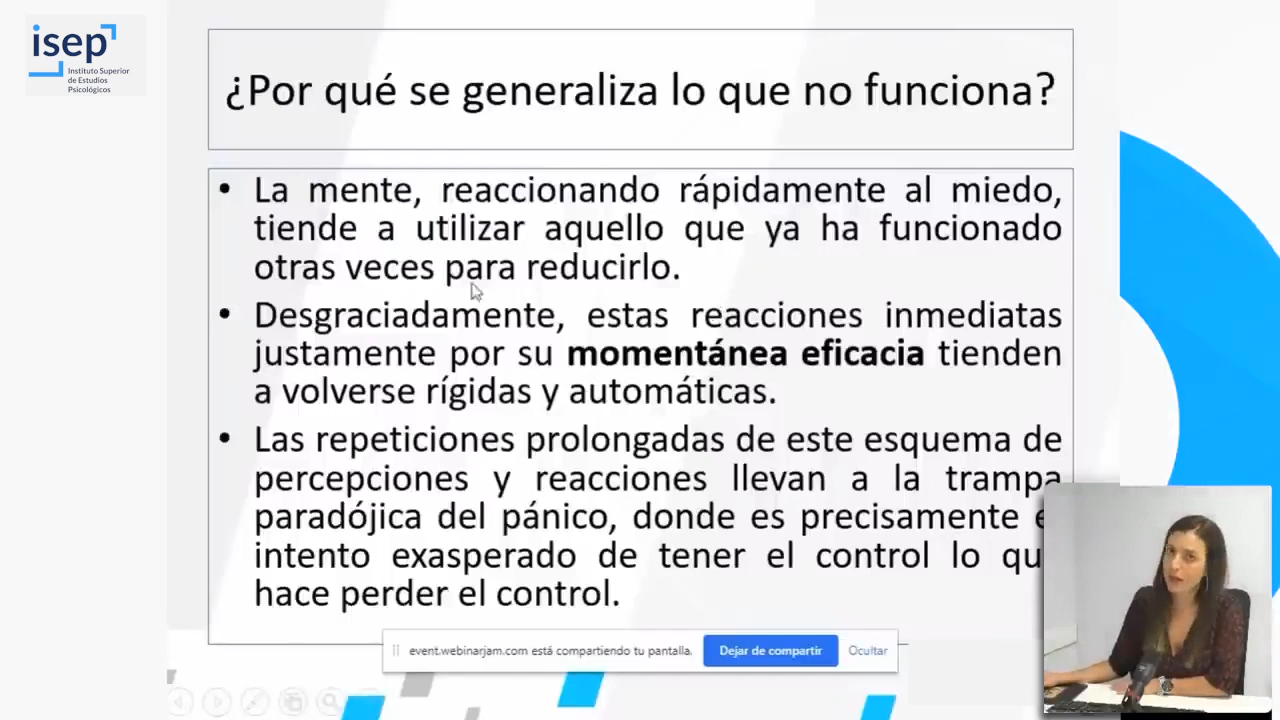 isep
Instituto Superior
de Estudios
Psicológicos
¿Por qué se generaliza lo que no funciona?
• La mente, reaccionando rápidamente al miedo,
tiende a utilizar aquello que ya ha funcionado
otras veces para reducirlo.
• Desgraciadamente, estas reacciones inmediatas
justamente por su momentánea eficacia tienden
a volverse rígidas y automáticas.
• Las repeticiones prolongadas de este esquema de
percepciones y reacciones llevan a la trampa
paradójica del pánico, donde es precisamente
intento exasperado de tener el control lo
hace perder el control.
event.webinarjam.com está compartiendo tu pantalla.
Dejar de compartir
Ocultar